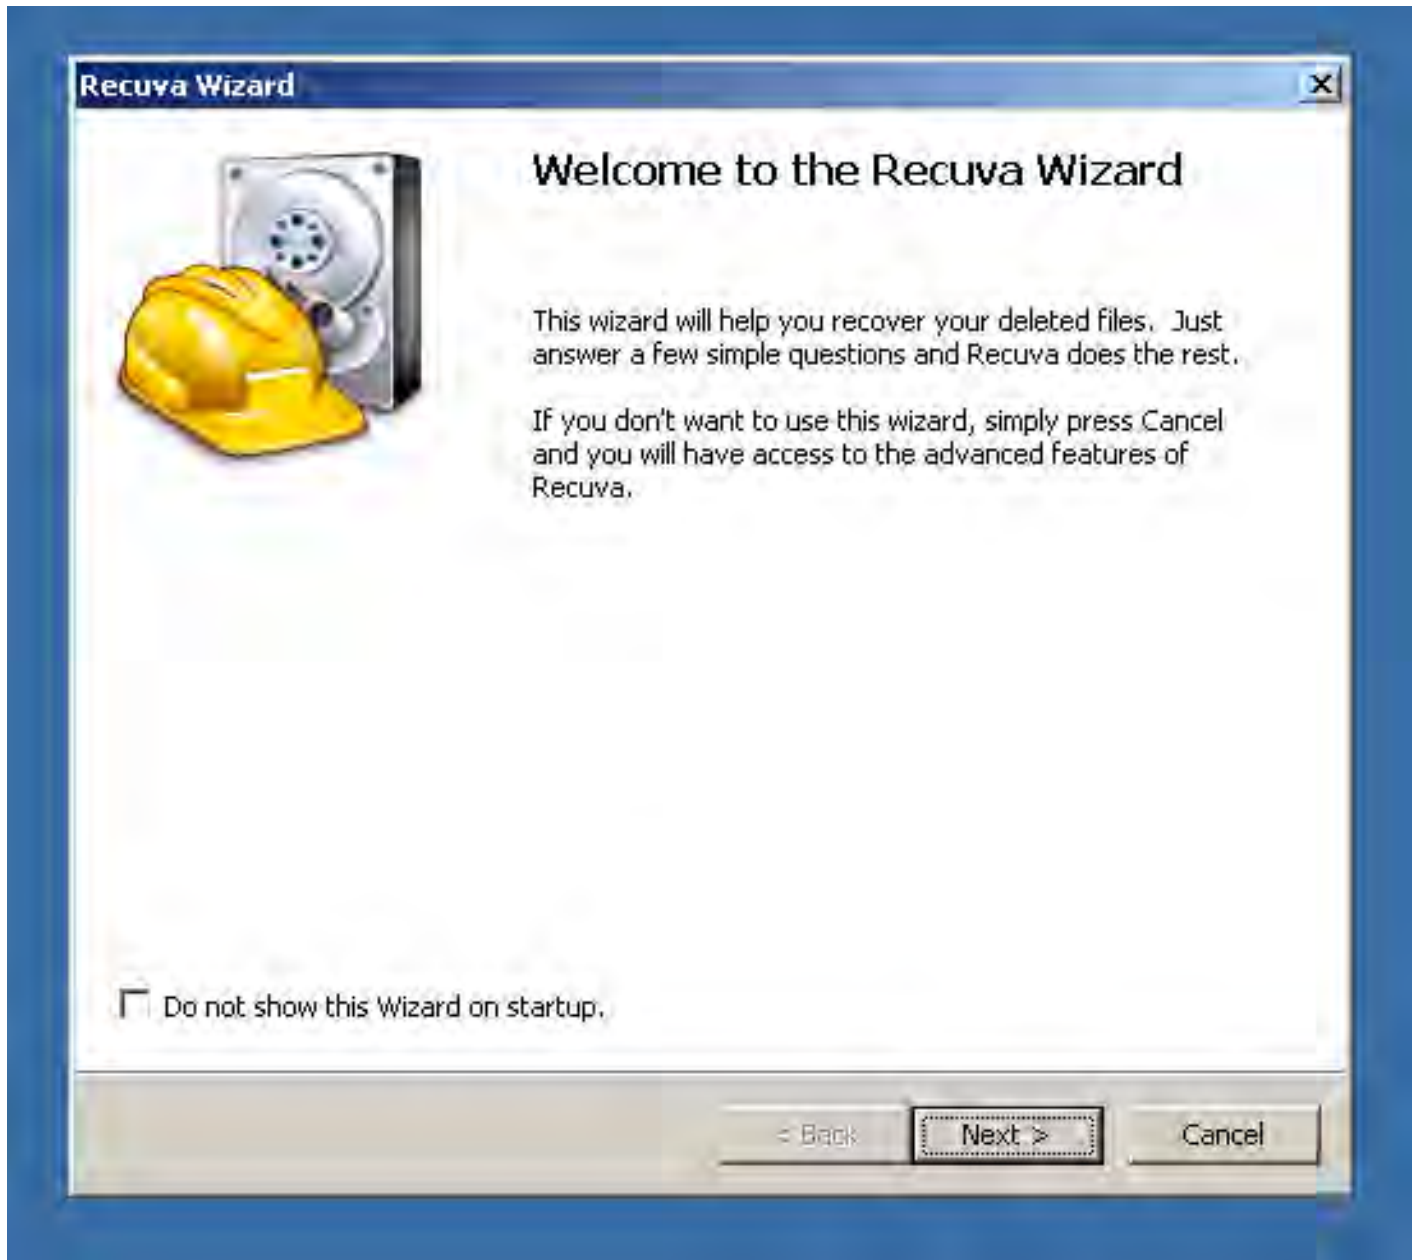 Recuva Wizard
Welcome to the Recuva Wizard
This wizard will help you recover your deleted files.  Just
answer a few simple questions and Recuva does the rest.
If you don't want to use this wizard, simply press Cancel
and you will have access to the advanced features of
Recuva.
Do not show this Wizard on startup.
< Back
Next >
Cancel